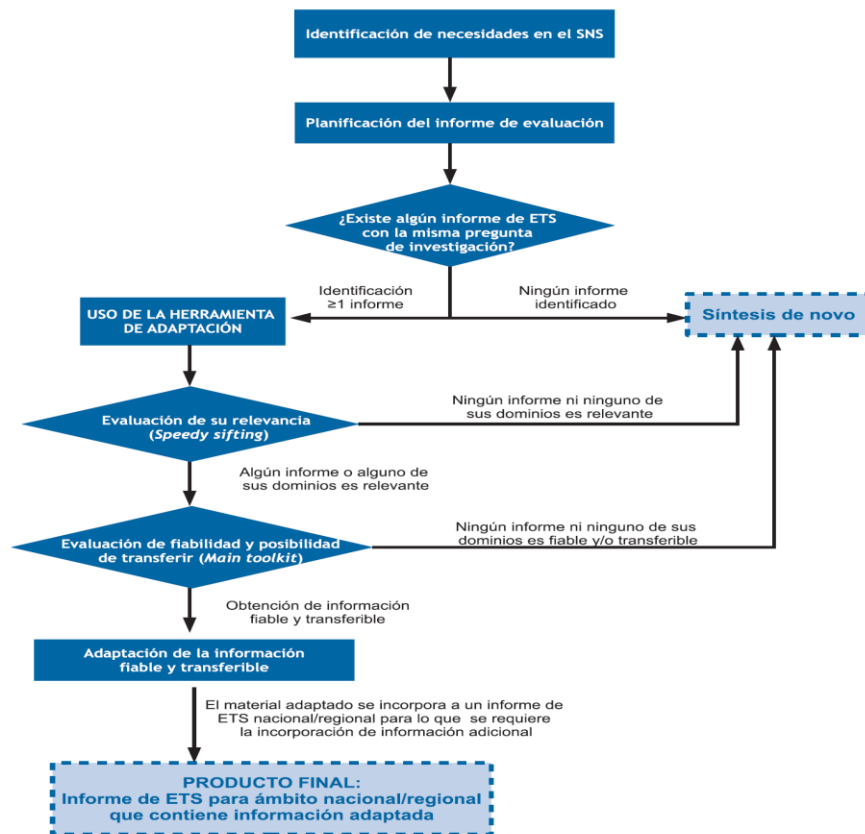 Identificación de necesidades en el SNS
Planificación del informe de evaluación
¿Existe algún informe de ETS
con la misma pregunta
de investigación?
Identificación
≥1 informe
Ningún informe
identificado
USO DE LA HERRAMIENTA
DE ADAPTACIÓN
Síntesis de novo
Evaluación de su relevancia
(Speedy sifting)
Ningún informe ni ninguno de
sus dominios es relevante
Algún informe o alguno de
sus dominios es relevante
Evaluación de fiabilidad y posibilidad
de transferir (Main toolkit)
Ningún informe ni ninguno de sus
dominios es fiable y/o transferible
Obtención de información
fiable y transferible
Adaptación de la información
fiable y transferible
El material adaptado se incorpora a un informe de
ETS nacional/regional para lo que se requiere
la incorporación de información adicional
PRODUCTO FINAL:
Informe de ETS para ámbito nacional/regional
que contiene información adaptada